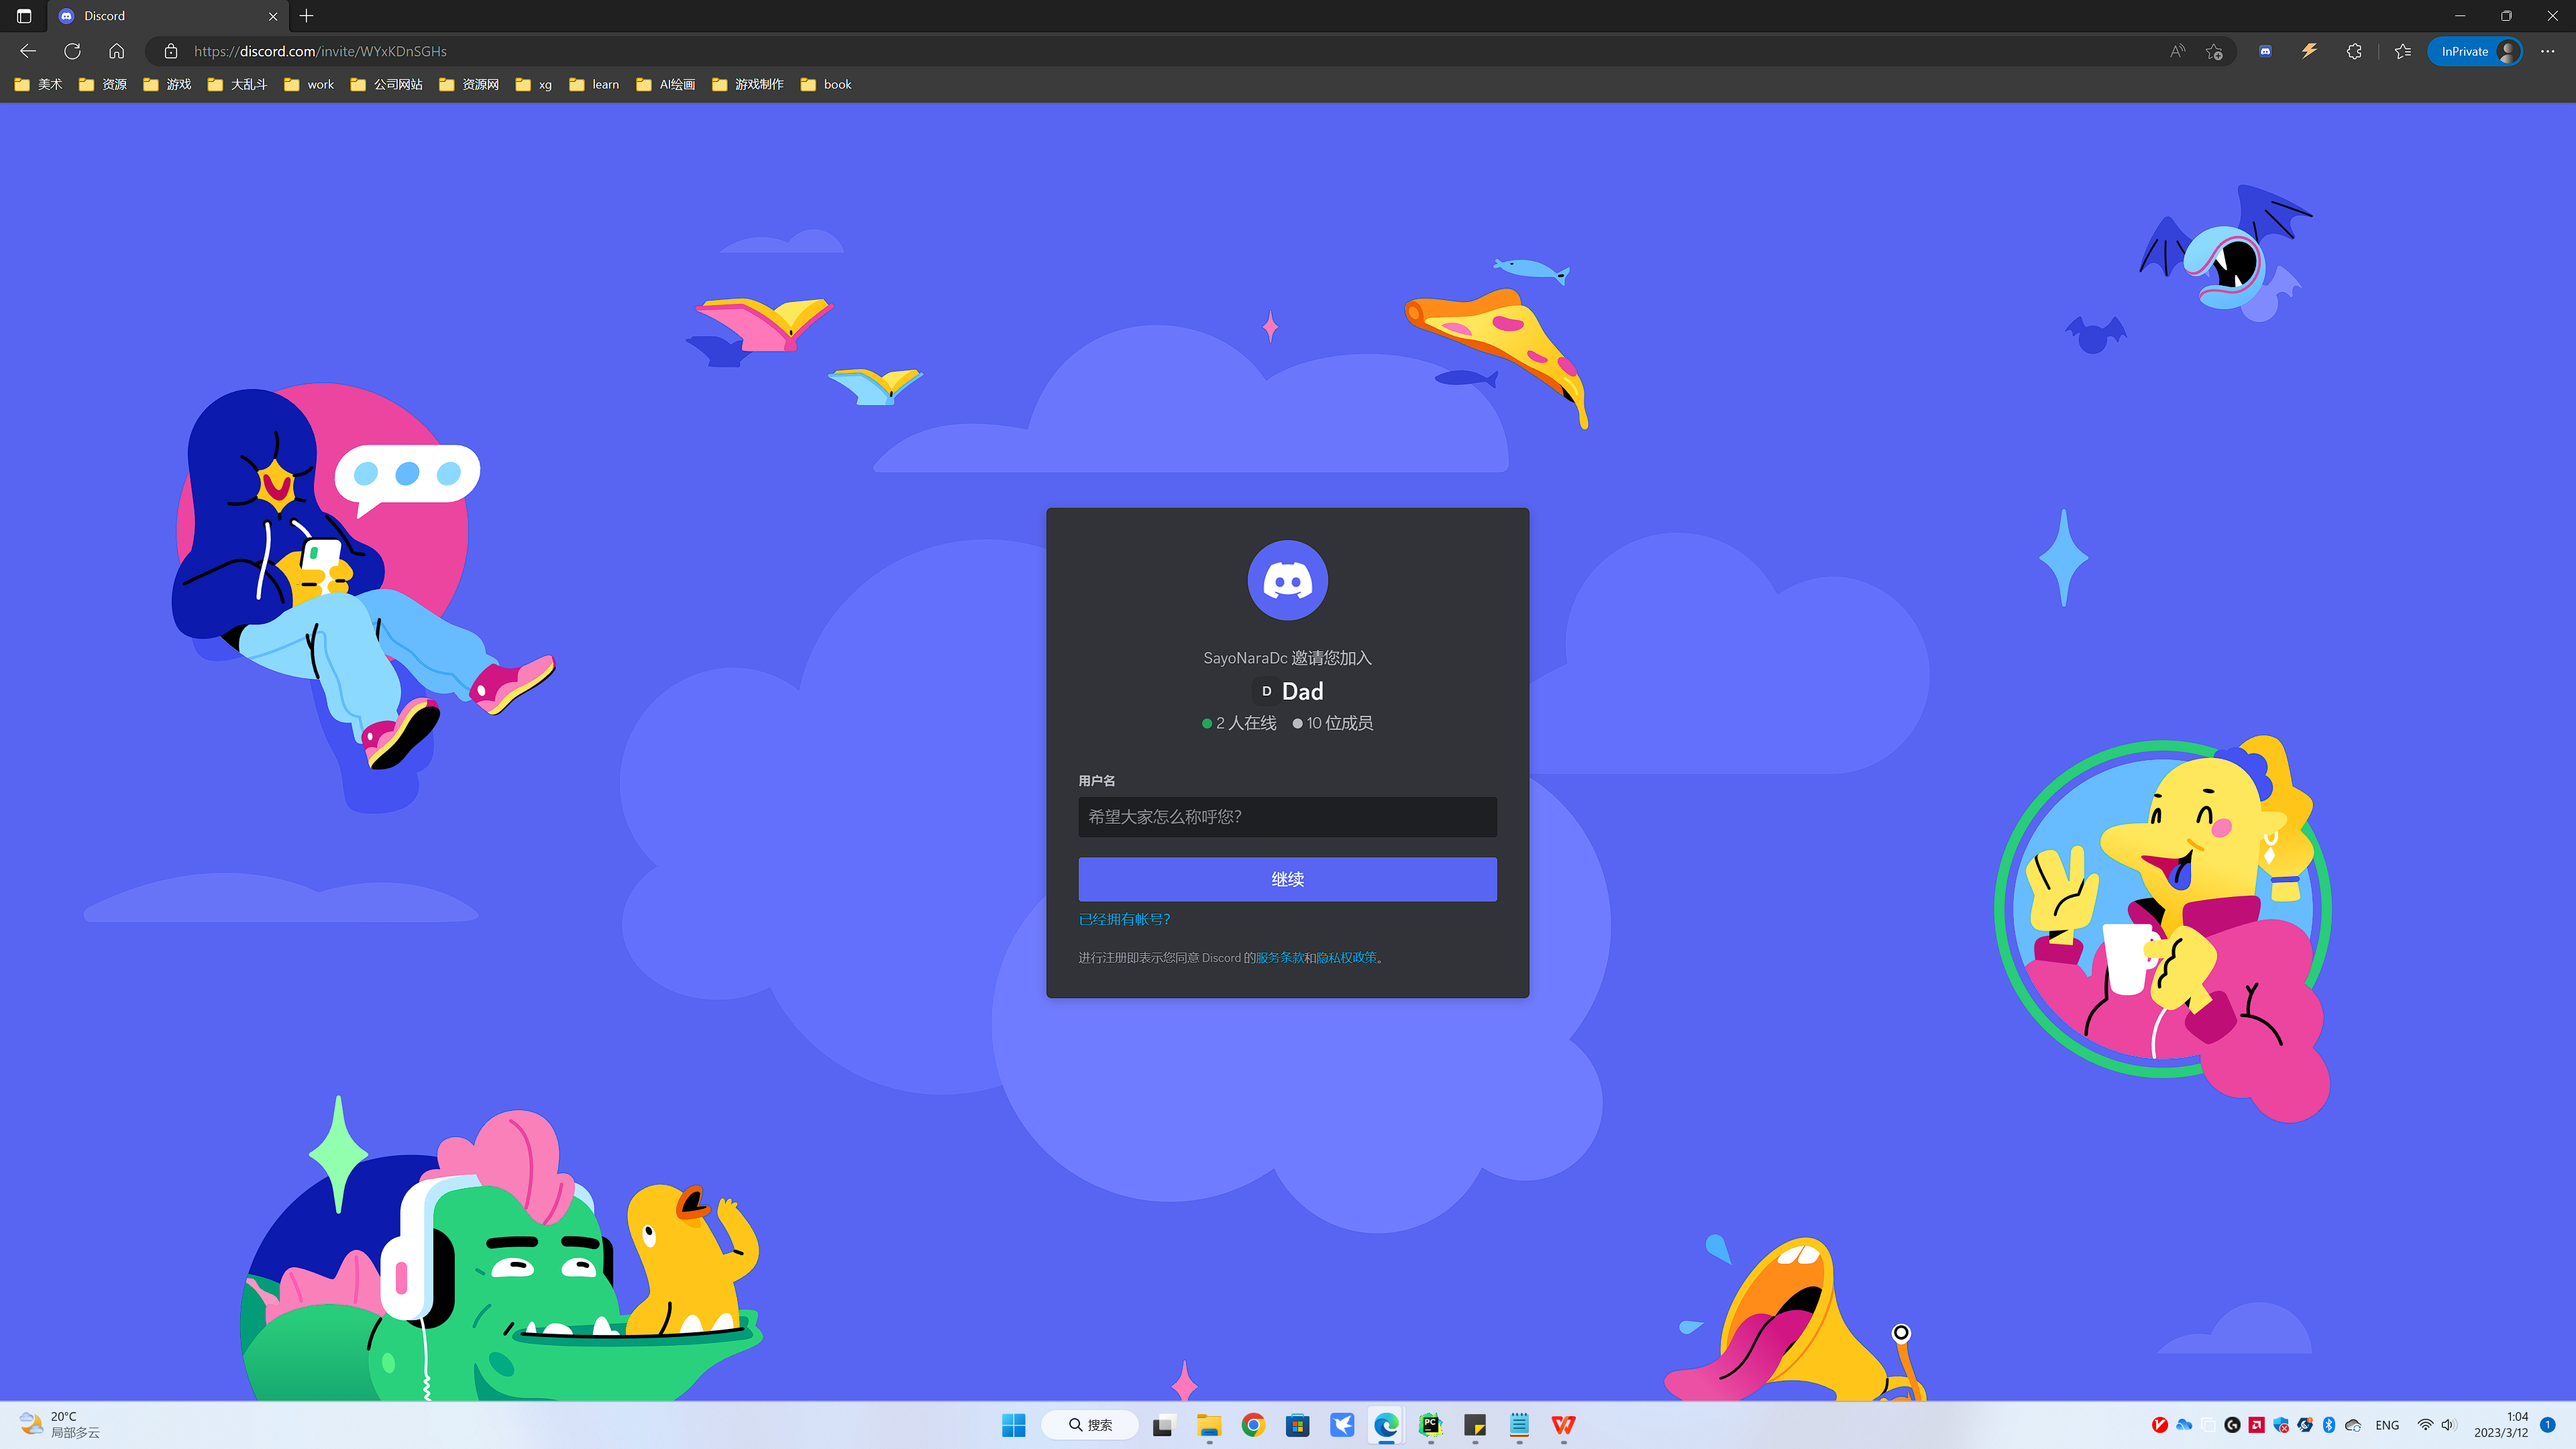 Discord
https://discord.com/invite/WYxKDnSGHs
InPrivate
美术 资源 游戏 大乱斗 work 公司网站 资源网 xg learn AI绘画 游戏制作 book
SayoNaraDc 邀请您加入
D Dad
2 人在线 10 位成员
用户名
希望大家怎么称呼您？
继续
已经拥有帐号？
进行注册即表示您同意 Discord 的服务条款和隐私权政策。
20°C
局部多云
搜索
PC
ENG
1:04
2023/3/12
1